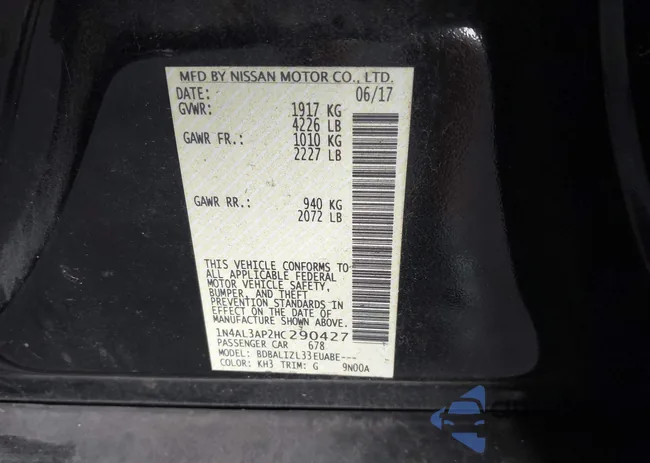 MFD BY NISSAN MOTOR CO., LTD.
DATE: 06/17
GVWR: 1917 KG
4226 LB
GAWR FR.: 1010 KG
2227 LB
GAWR RR.: 940 KG
2072 LB
THIS VEHICLE CONFORMS TO
ALL APPLICABLE FEDERAL
MOTOR VEHICLE SAFETY,
BUMPER, AND THEFT
PREVENTION STANDARDS IN
EFFECT ON THE DATE OF
MANUFACTURE SHOWN ABOVE.
1N4AL3AP2HC290427
PASSENGER CAR 678
MODEL: BDBALIZL33EUABE---
COLOR: KH3 TRIM: G 9N00A